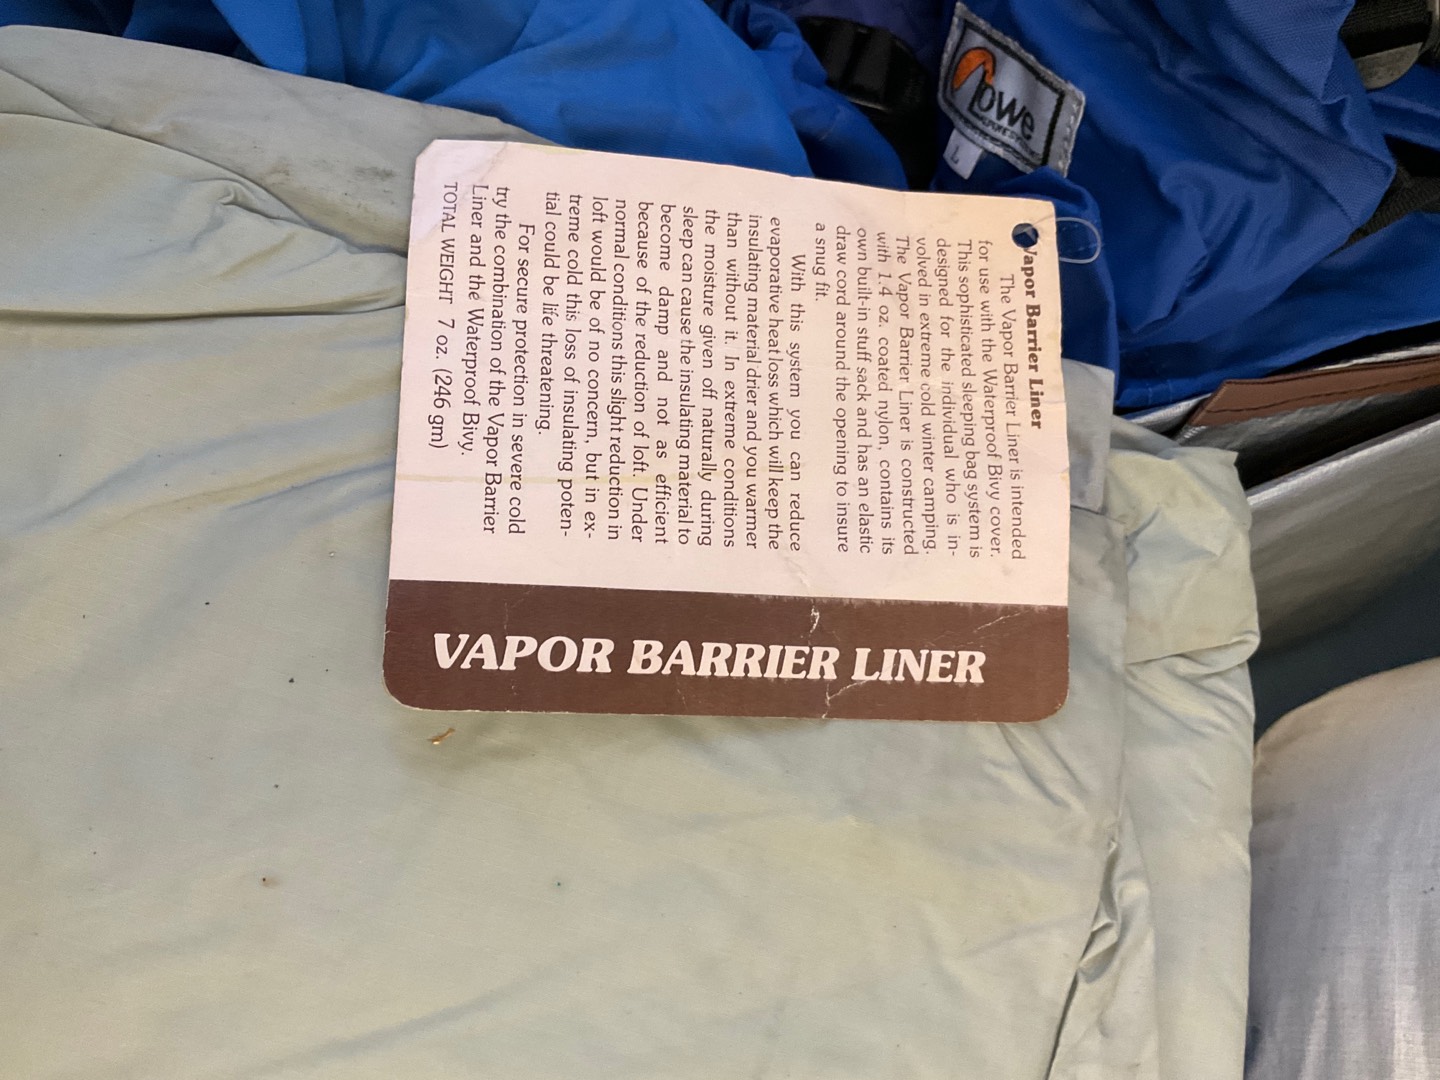 Vapor Barrier Liner
The Vapor Barrier Liner is intended
for use with the Waterproof Bivy cover.
This sophisticated sleeping bag system is
designed for the individual who is in-
volved in extreme cold winter camping.
The Vapor Barrier Liner is constructed
with 1.4 oz. coated nylon, contains its
own built-in stuff sack and has an elastic
draw cord around the opening to insure
a snug fit.
With this system you can reduce
evaporative heat loss which will keep the
insulating material drier and you warmer
than without it. In extreme conditions
the moisture given off naturally during
sleep can cause the insulating material to
become damp and not as efficient
because of the reduction of loft. Under
normal conditions this slight reduction in
loft would be of no concern, but in ex-
treme cold this loss of insulating poten-
tial could be life threatening.
For secure protection in severe cold
try the combination of the Vapor Barrier
Liner and the Waterproof Bivy.
TOTAL WEIGHT 7 oz. (246 gm)
VAPOR BARRIER LINER
Lowe
L